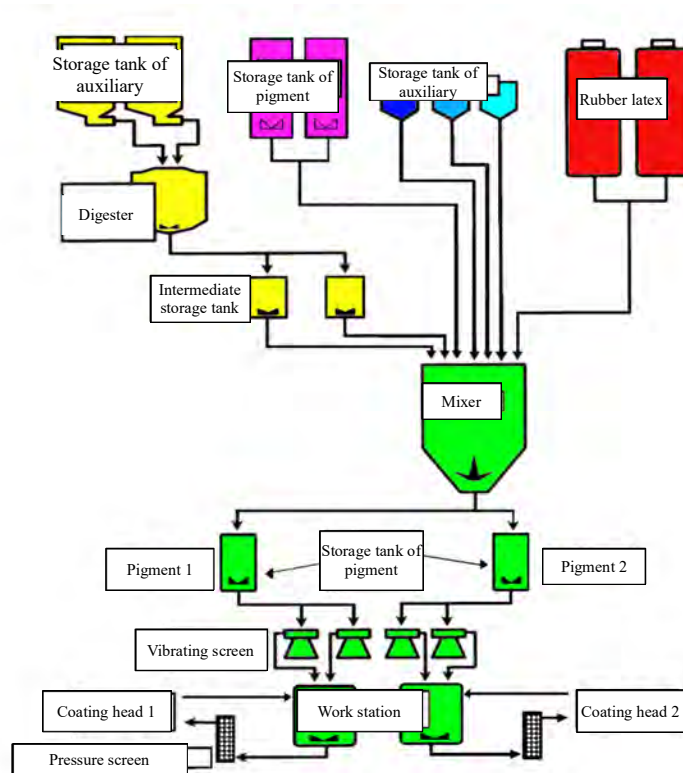 Storage tank of
auxiliary
Storage tank of
pigment
Storage tank of
auxiliary
Rubber latex
Digester
Intermediate
storage tank
Mixer
Pigment 1
Storage tank of
pigment
Pigment 2
Vibrating screen
Coating head 1
Work station
Coating head 2
Pressure screen